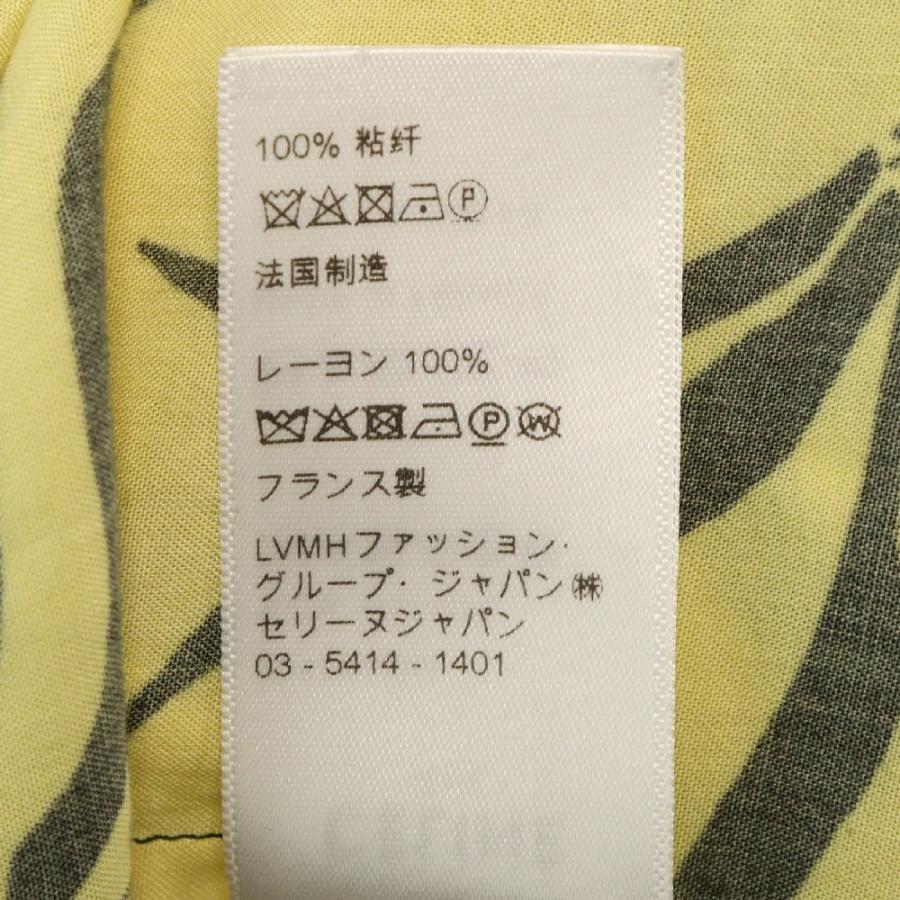 100% 粘纤
P
法国制造
レーヨン 100%
P W
フランス製
LVMHファッション·
グループ· ジャパン㈱
セリーヌジャパン
03 - 5414 - 1401